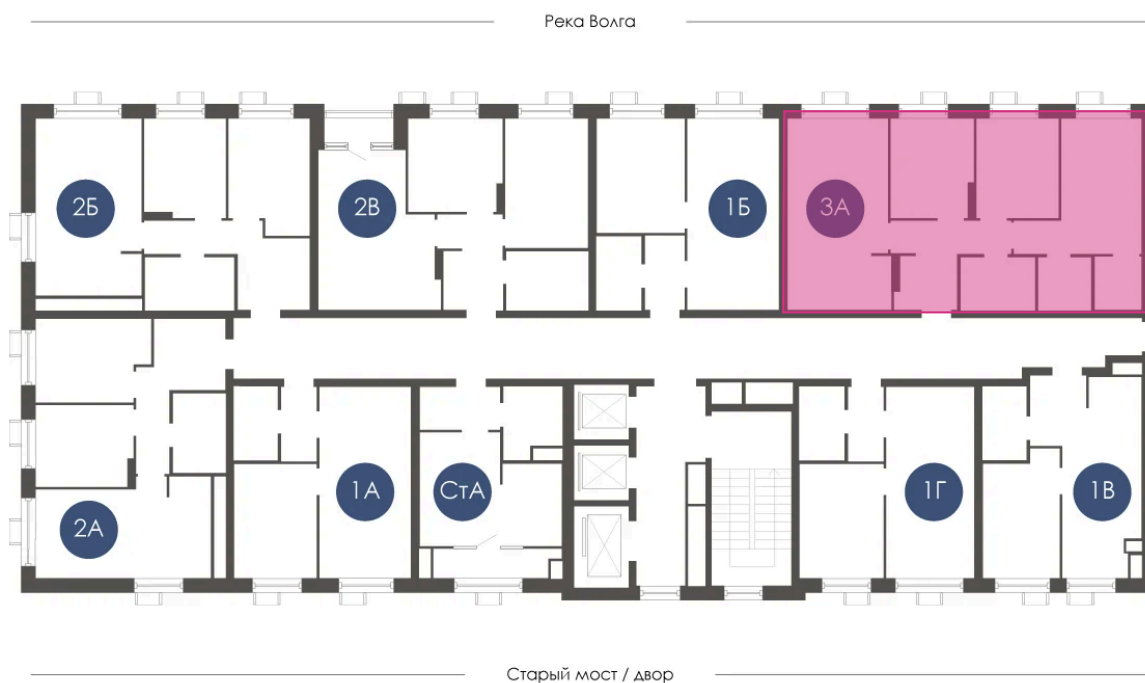 Река Волга
2Б
2В
1Б
3А
2А
1А
СтА
1Г
1В
Старый мост / двор